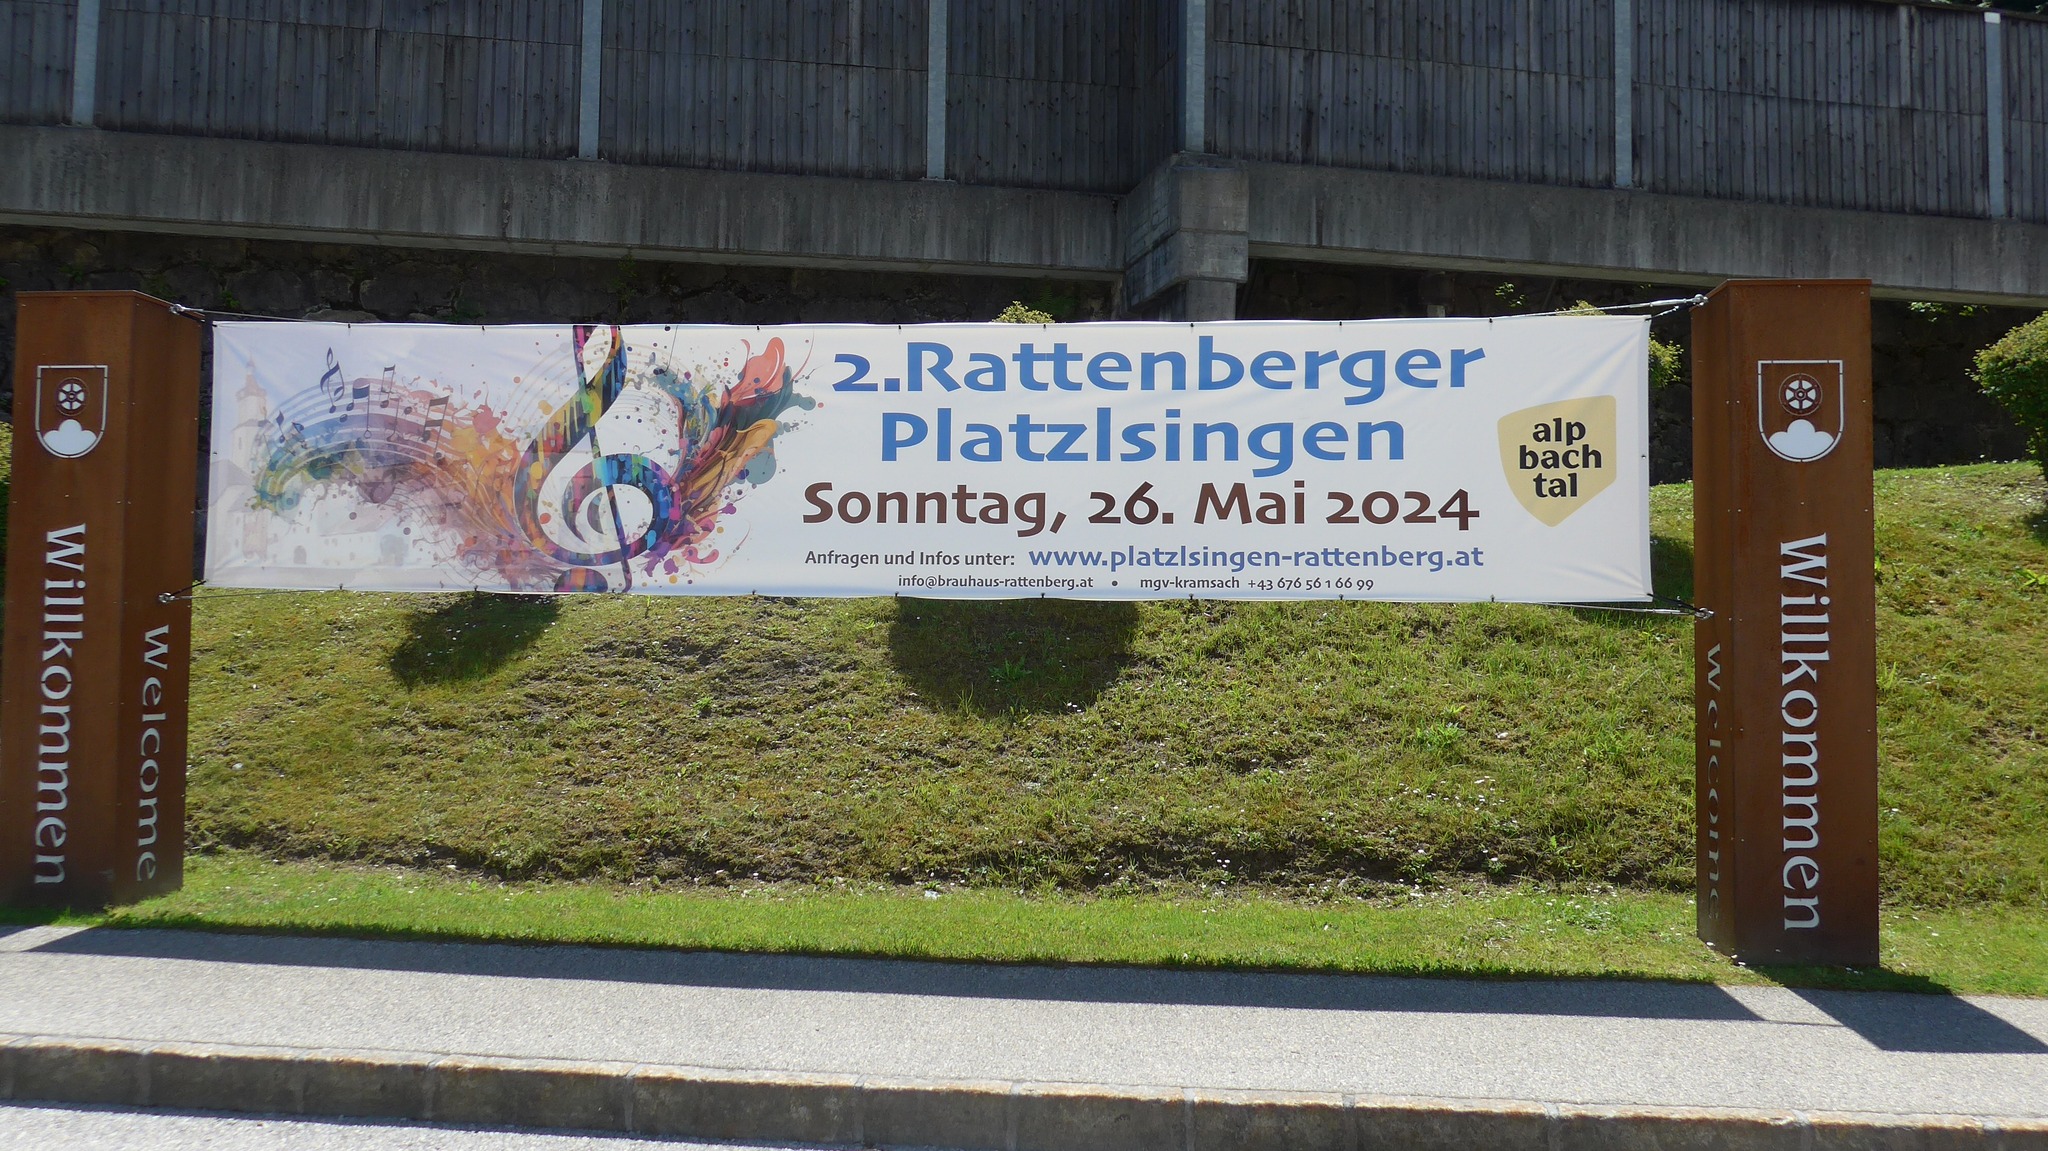 Willkommen
Welcome
2.Rattenberger
Platzlsingen
Sonntag, 26. Mai 2024
Anfragen und Infos unter: www.platzlsingen-rattenberg.at
info@brauhaus-rattenberg.at • mgv-kramsach +43 676 56 1 66 99
alp
bach
tal
Welcome
Willkommen